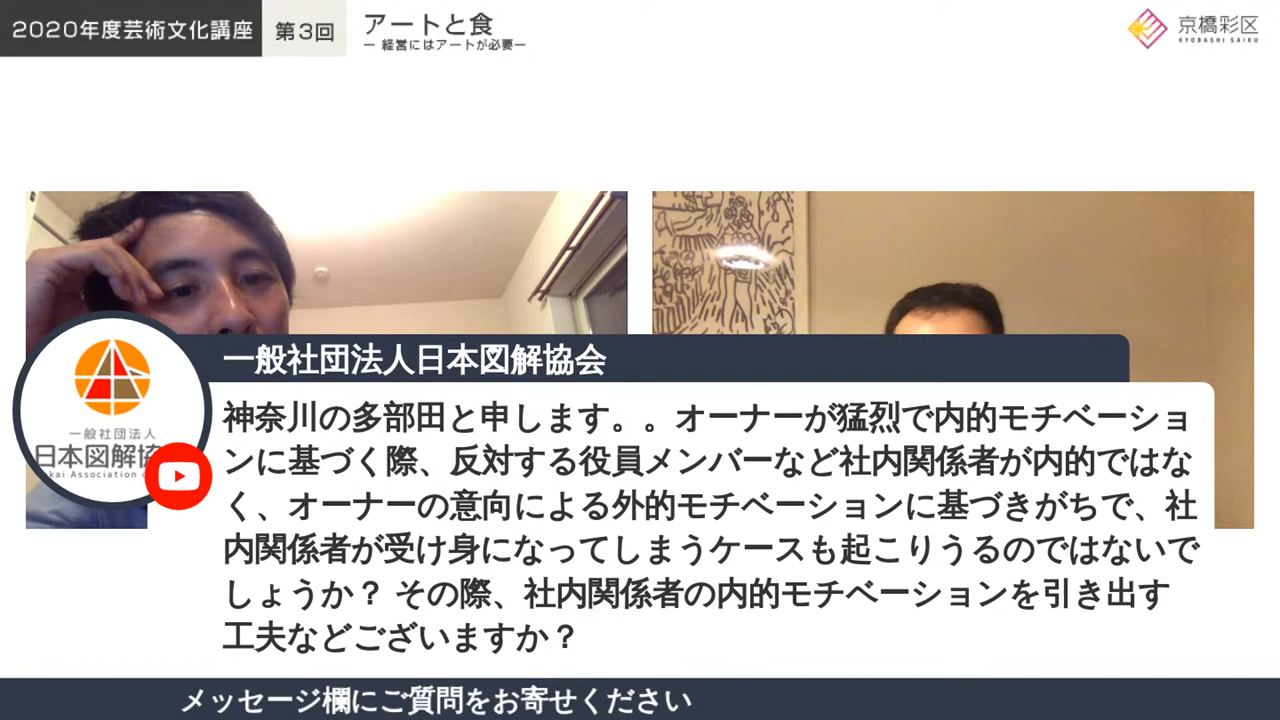 2020年度芸術文化講座 第3回 アートと食
ー 経営にはアートが必要ー
京橋彩区
KYOBASHI SAIKU
一般社団法人日本図解協会
一般社団法人
日本図解協
kai Association
神奈川の多部田と申します。。オーナーが猛烈で内的モチベーショ
ンに基づく際、反対する役員メンバーなど社内関係者が内的ではな
く、オーナーの意向による外的モチベーションに基づきがちで、社
内関係者が受け身になってしまうケースも起こりうるのではないで
しょうか？ その際、社内関係者の内的モチベーションを引き出す
工夫などございますか？
メッセージ欄にご質問をお寄せください